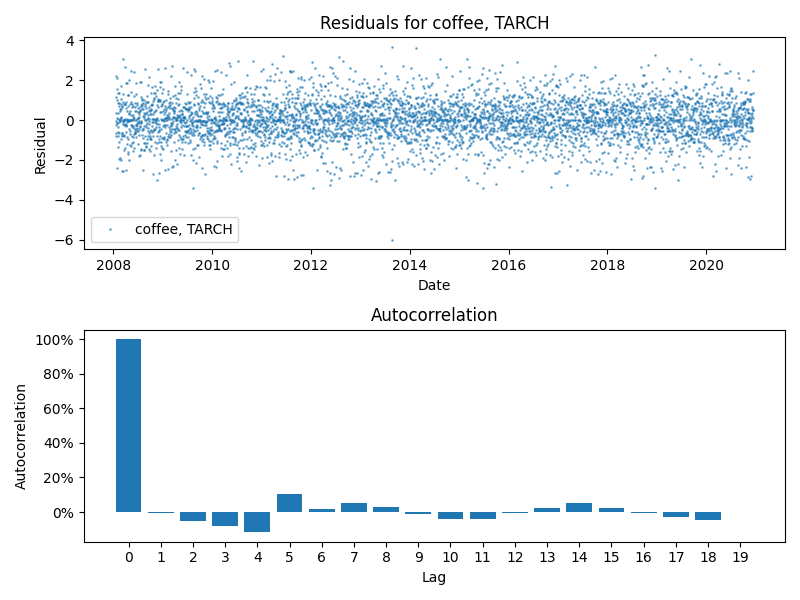 Residuals for coffee, TARCH
4
2
0
−2
−4
−6
Residual
coffee, TARCH
2008 2010 2012 2014 2016 2018 2020
Date
Autocorrelation
100%
80%
60%
40%
20%
0%
Autocorrelation
0 1 2 3 4 5 6 7 8 9 10 11 12 13 14 15 16 17 18 19
Lag